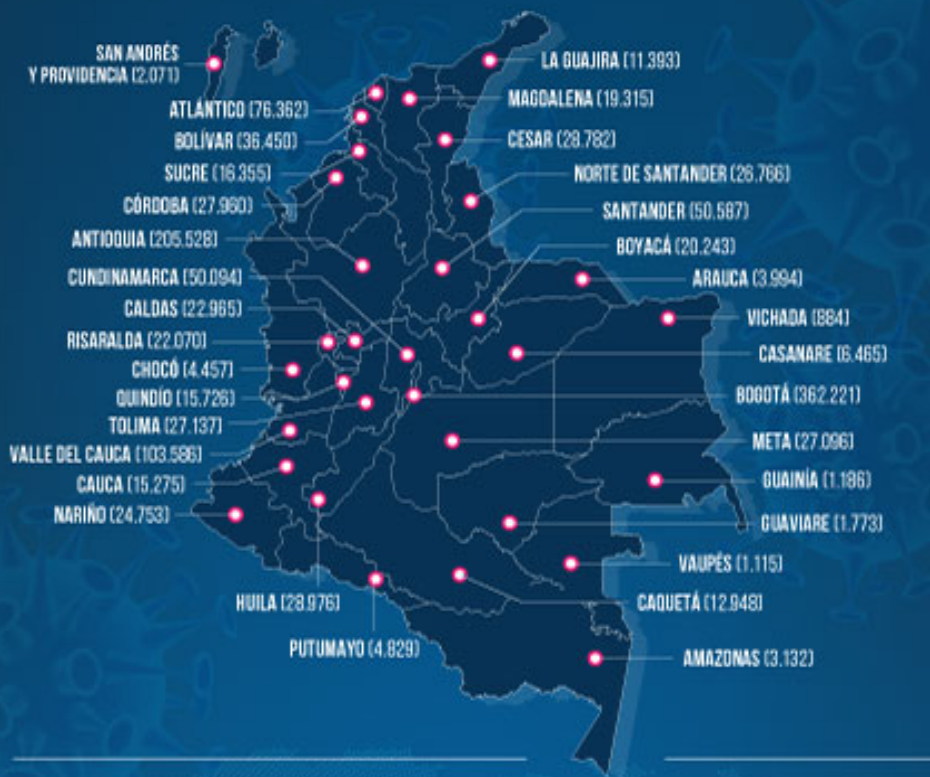 SAN ANDRÉS
Y PROVIDENCIA (2.071)
ATLÁNTICO (76.362)
BOLÍVAR (36.450)
SUCRE (16.355)
CÓRDOBA (27.960)
ANTIOQUIA (205.528)
CUNDINAMARCA (50.094)
CALDAS (22.965)
RISARALDA (22.070)
CHOCÓ (4.457)
QUINDÍO (15.726)
TOLIMA (27.137)
VALLE DEL CAUCA (103.586)
CAUCA (15.275)
NARIÑO (24.753)
HUILA (28.976)
PUTUMAYO (4.829)
LA GUAJIRA (11.393)
MAGDALENA (19.315)
CESAR (28.782)
NORTE DE SANTANDER (26.766)
SANTANDER (50.587)
BOYACÁ (20.243)
ARAUCA (3.994)
VICHADA (884)
CASANARE (6.465)
BOGOTÁ (362.221)
META (27.096)
GUAINÍA (1.186)
GUAVIARE (1.773)
VAUPÉS (1.115)
CAQUETÁ (12.948)
AMAZONAS (3.132)